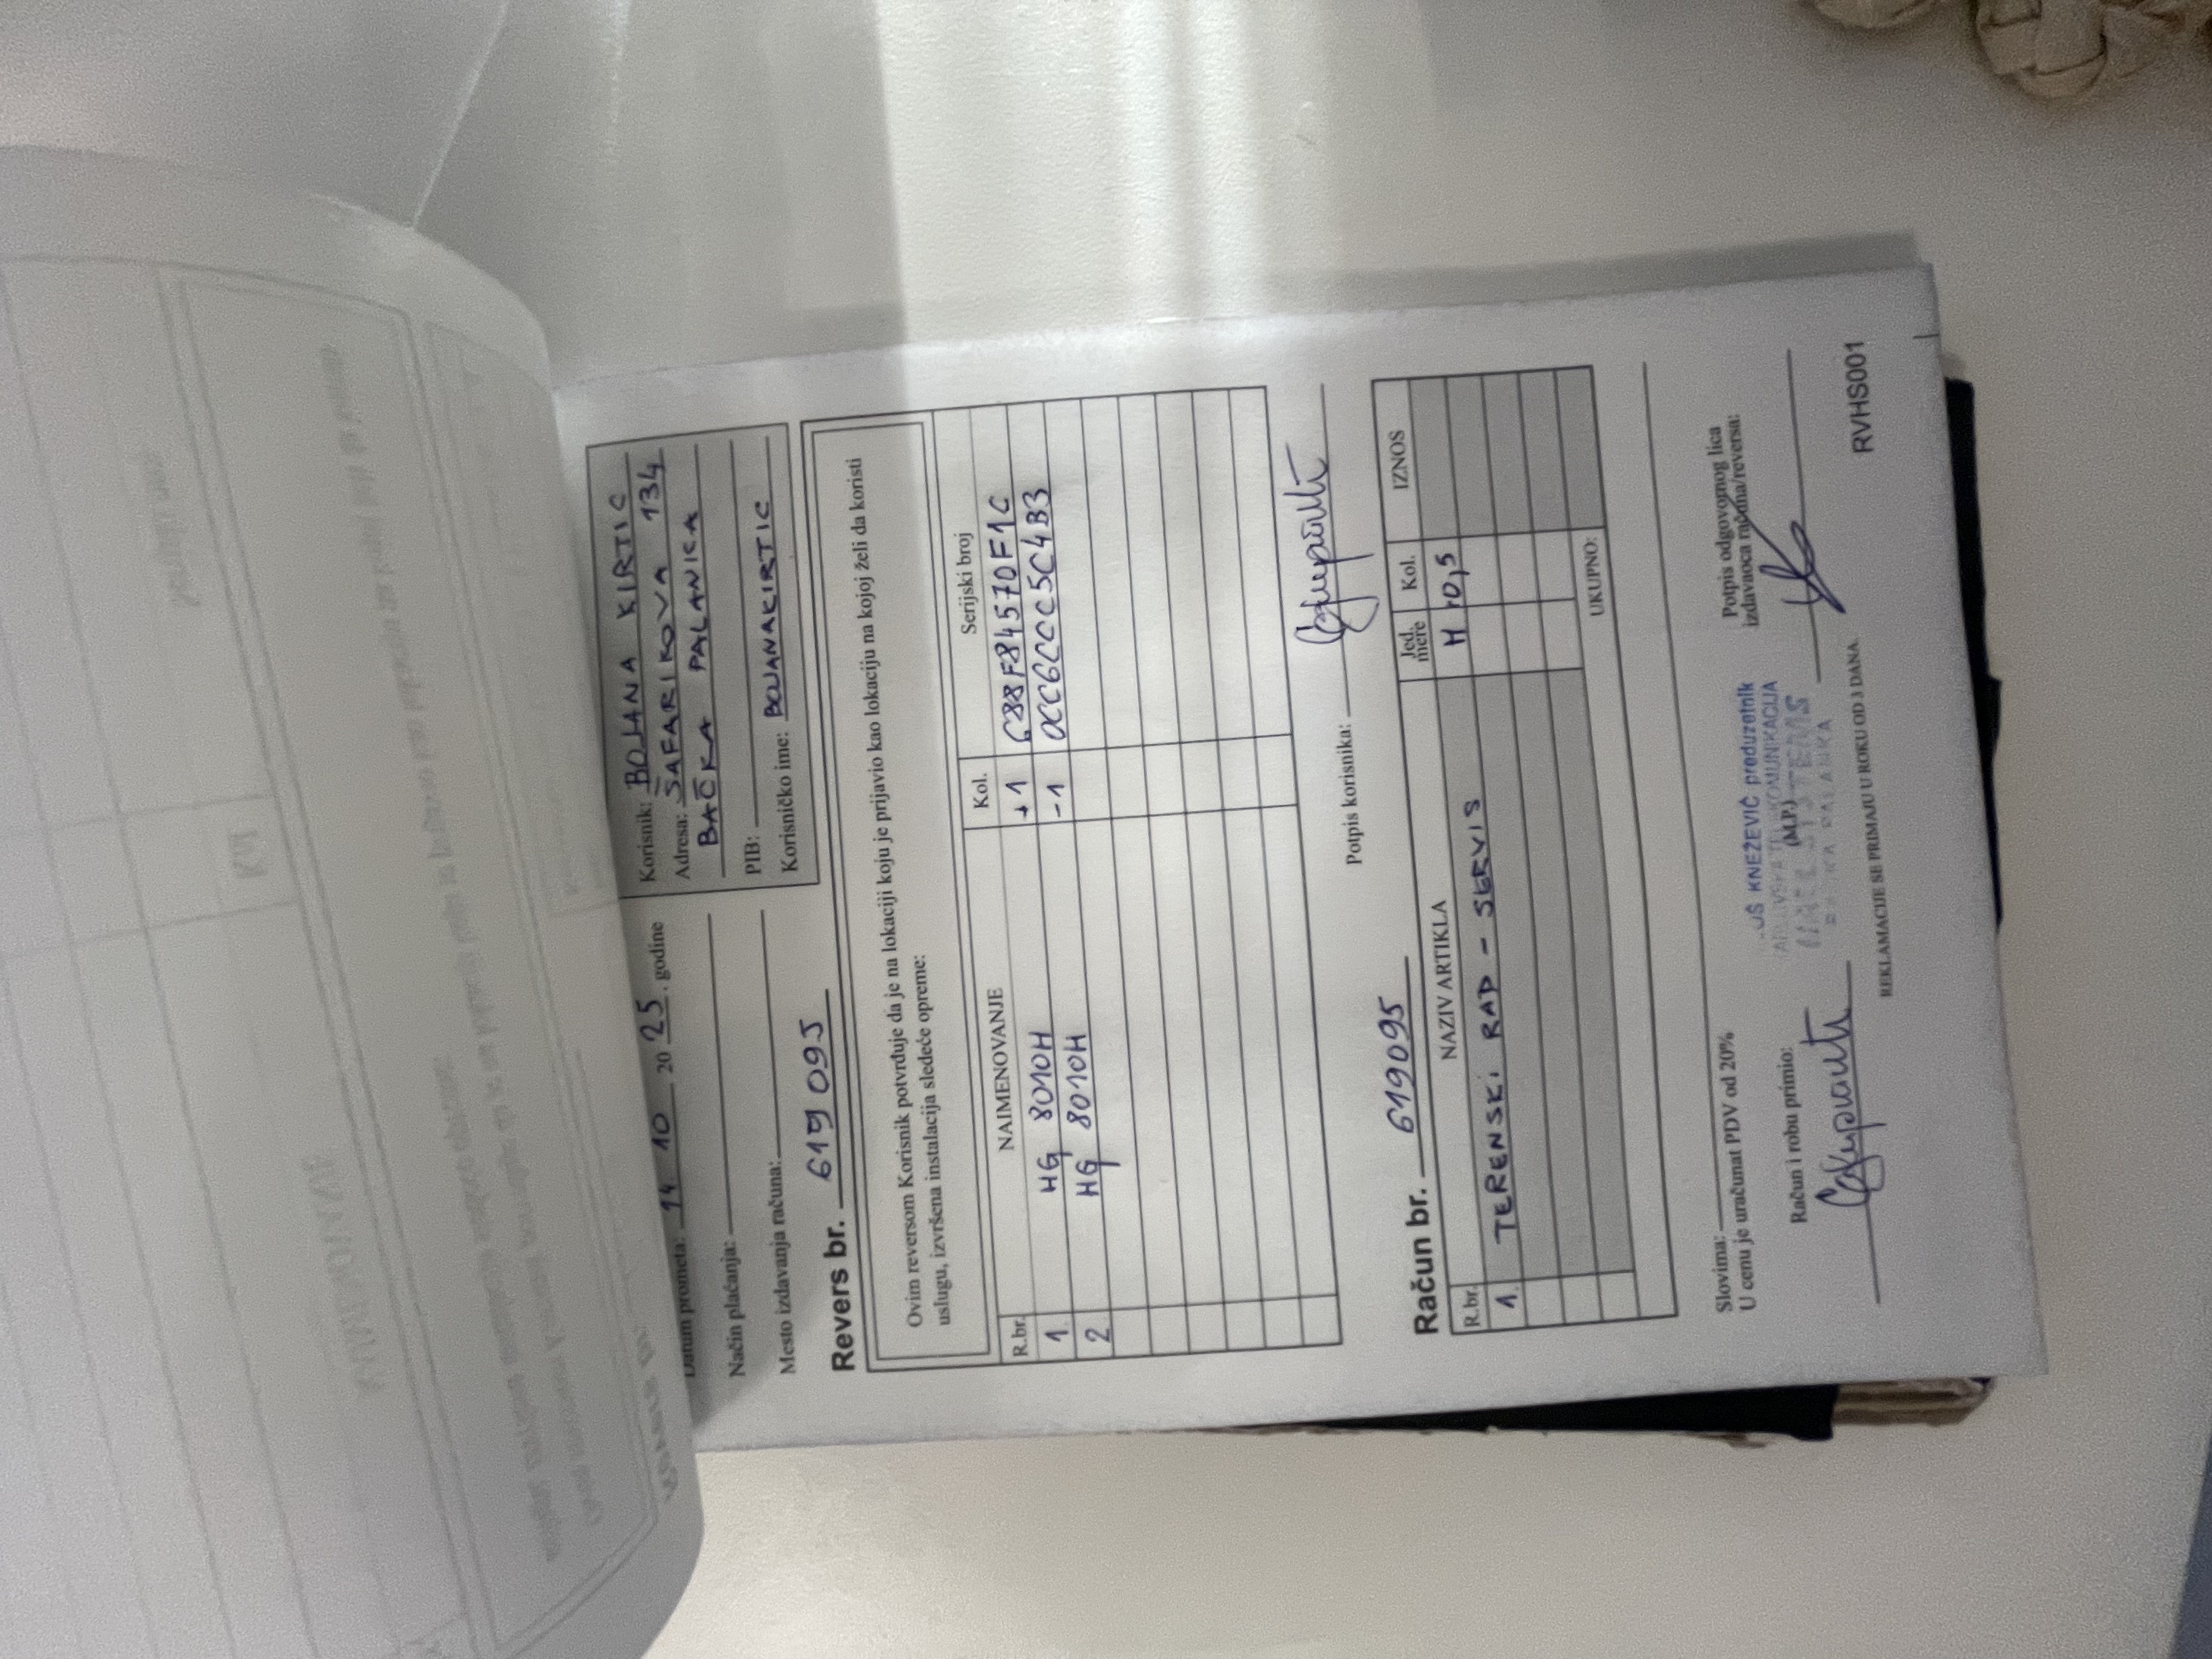 Datum prometa: 14 10 2025. godine
Način plaćanja:
Mesto izdavanja računa:
Korisnik: BOJANA KIRTIĆ
Adresa: ŠAFARIKOVA 134
BAČKA PALANKA
PIB:
Korisničko ime: BOJANAKIRTIC
Revers br. 619095
Ovim reversom Korisnik potvrđuje da je na lokaciji koju je prijavio kao lokaciju na kojoj želi da koristi
uslugu, izvršena instalacija sledeće opreme:
R.br. NAIMENOVANJE Kol. Serijski broj
1. HG 8010H +1 C88F84570F1C
2 HG 8010H -1 0CC6CCC5C4B3
Potpis korisnika:
Račun br. 619095
R.br. NAZIV ARTIKLA Jed. mere Kol. IZNOS
1. TERENSKI RAD - SERVIS H 0,5
UKUPNO:
Slovima:
U cenu je uračunat PDV od 20%
Račun i robu primio:
KNEŽEVIĆ preduzetnik
(M.P.)
Potpis odgovornog lica
izdavaoca računa/reversa:
REKLAMACIJE SE PRIMAJU U ROKU OD 3 DANA.
RVHS001